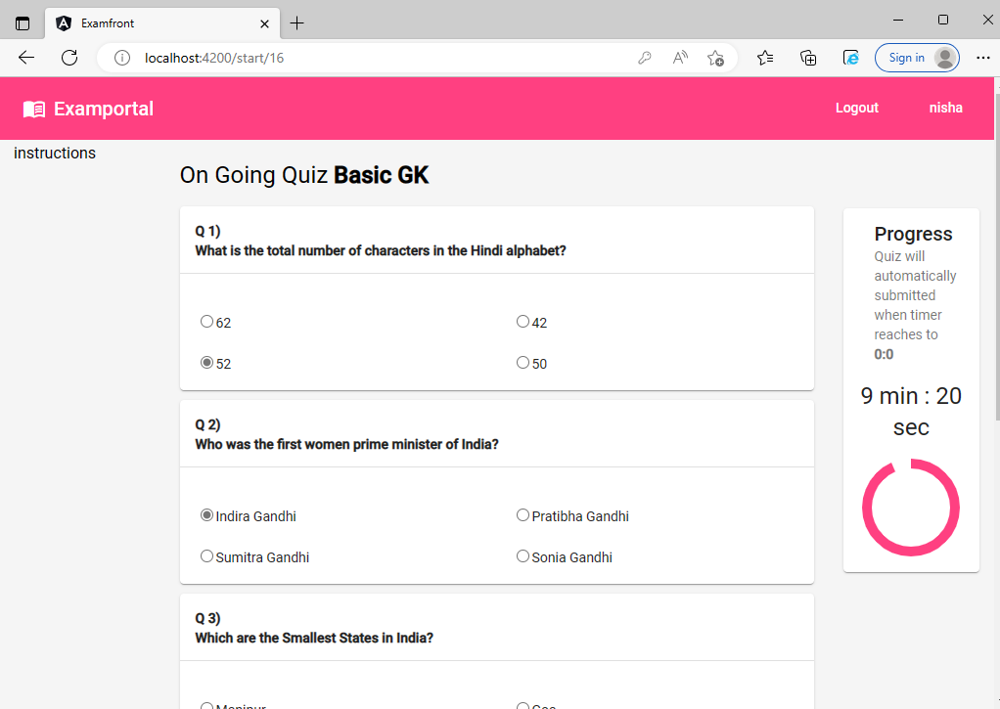 Examfront
localhost:4200/start/16
Sign in
Examportal
Logout
nisha
instructions
On Going Quiz Basic GK
Q 1)
What is the total number of characters in the Hindi alphabet?
62
42
52
50
Q 2)
Who was the first women prime minister of India?
Indira Gandhi
Pratibha Gandhi
Sumitra Gandhi
Sonia Gandhi
Q 3)
Which are the Smallest States in India?
Manipur
Goa
Progress
Quiz will
automatically
submitted
when timer
reaches to
0:0
9 min : 20
sec